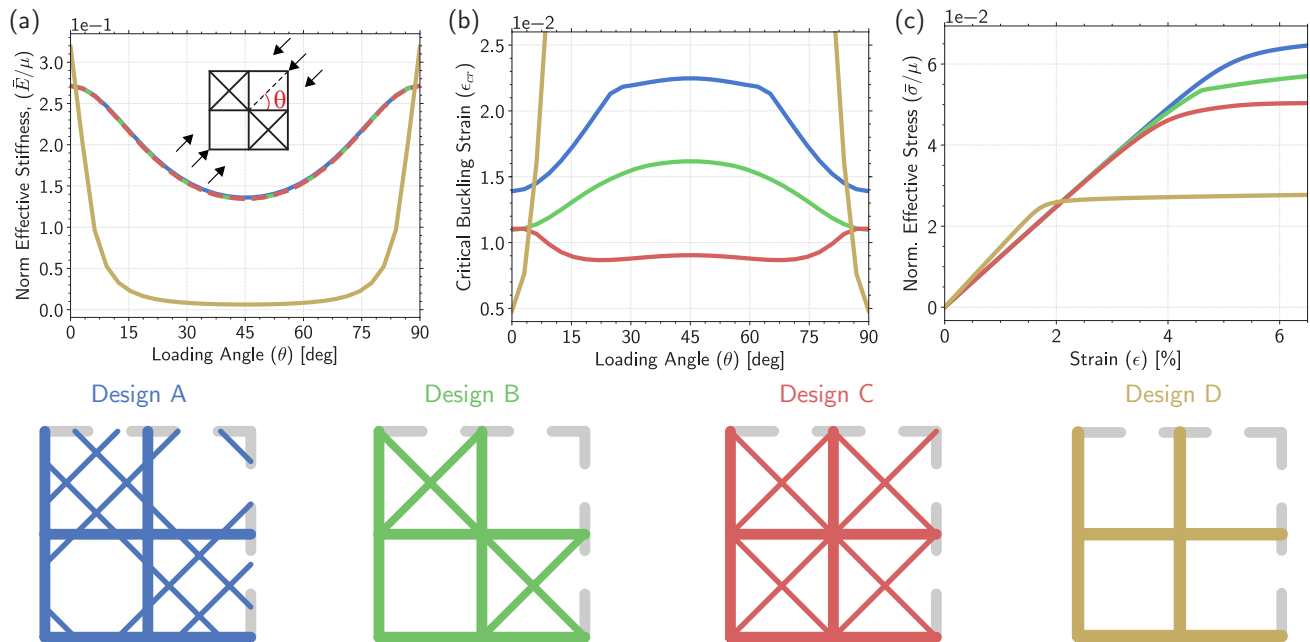 (a)
1e−1
Norm Effective Stiffness, (Ē/μ)
3.0
2.5
2.0
1.5
1.0
0.5
0.0
θ
0
15
30
45
60
75
90
Loading Angle (θ) [deg]
(b)
1e−2
Critical Buckling Strain (ϵcr)
2.5
2.0
1.5
1.0
0.5
0
15
30
45
60
75
90
Loading Angle (θ) [deg]
(c)
1e−2
Norm. Effective Stress (σ̄/μ)
6
4
2
0
0
2
4
6
Strain (ϵ) [%]
Design A
Design B
Design C
Design D